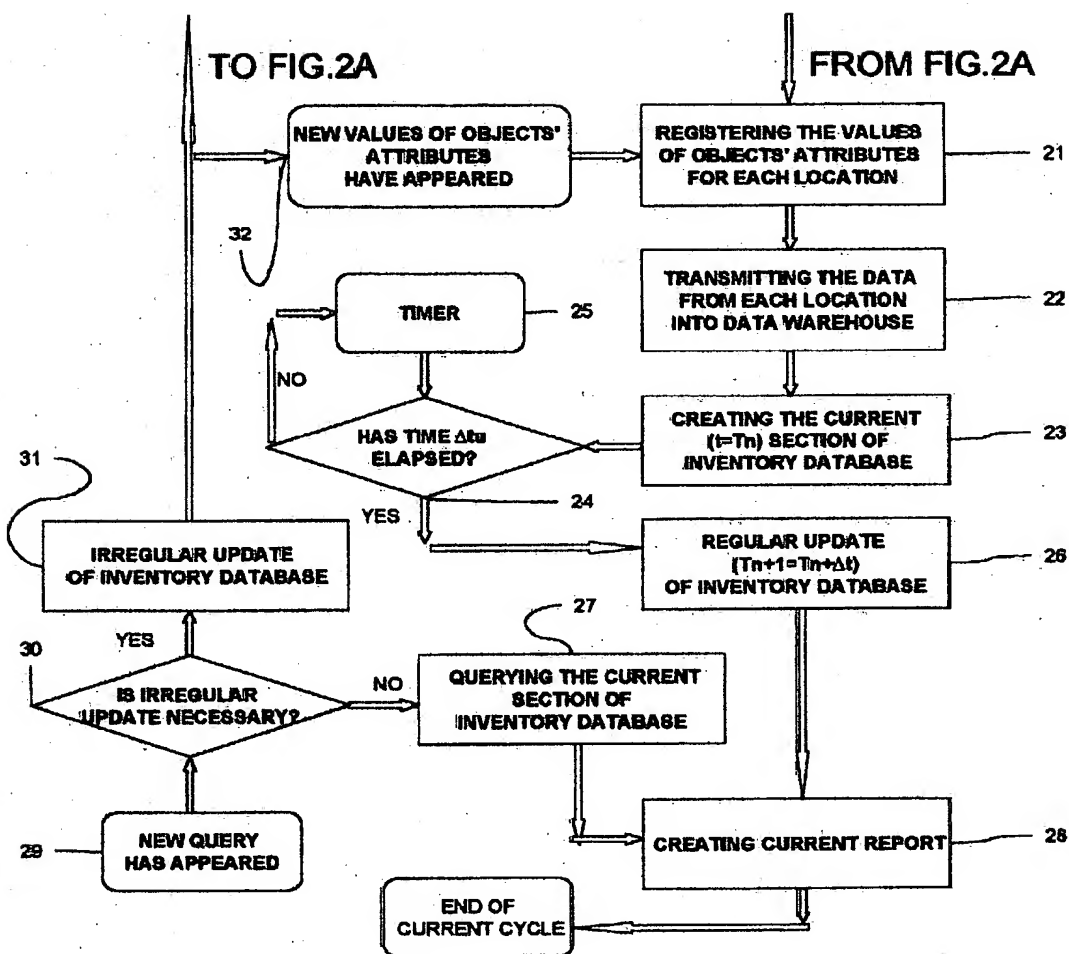 TO FIG.2A
FROM FIG.2A
NEW VALUES OF OBJECTS'
ATTRIBUTES
HAVE APPEARED
REGISTERING THE VALUES
OF OBJECTS' ATTRIBUTES
FOR EACH LOCATION
21
32
TRANSMITTING THE DATA
FROM EACH LOCATION
INTO DATA WAREHOUSE
22
TIMER
25
NO
CREATING THE CURRENT
(t=Tn) SECTION OF
INVENTORY DATABASE
23
HAS TIME Δtu
ELAPSED?
24
YES
31
IRREGULAR UPDATE
OF INVENTORY DATABASE
REGULAR UPDATE
(Tn+1=Tn+Δt)
OF INVENTORY DATABASE
26
27
YES
30
IS IRREGULAR
UPDATE NECESSARY?
NO
QUERYING THE CURRENT
SECTION OF
INVENTORY DATABASE
29
NEW QUERY
HAS APPEARED
CREATING CURRENT REPORT
28
END OF
CURRENT CYCLE